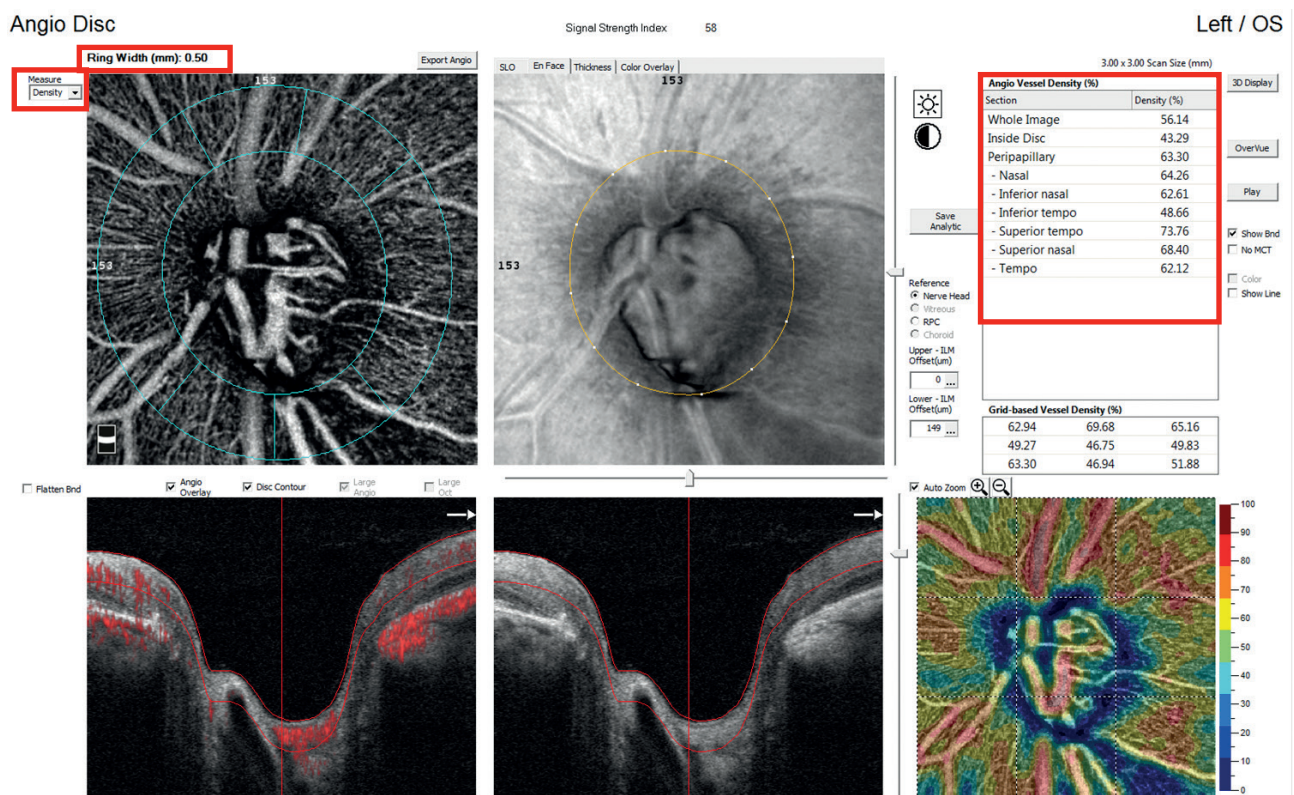 Angio Disc
Signal Strength Index 58
Left / OS
Ring Width (mm): 0.50
Export Angio
Measure
Density
153
153
SLO
En Face
Thickness
Color Overlay
153
153
3.00 x 3.00 Scan Size (mm)
Angio Vessel Density (%)
Section Density (%)
Whole Image 56.14
Inside Disc 43.29
Peripapillary 63.30
- Nasal 64.26
- Inferior nasal 62.61
- Inferior tempo 48.66
- Superior tempo 73.76
- Superior nasal 68.40
- Tempo 62.12
3D Display
OverVue
Play
Show Bnd
No MCT
Color
Show Line
Save
Analytic
Reference
Nerve Head
Vitreous
RPC
Choroid
Upper - ILM
Offset(um)
0 ...
Lower - ILM
Offset(um)
149 ...
Grid-based Vessel Density (%)
62.94 69.68 65.16
49.27 46.75 49.83
63.30 46.94 51.88
Flatten Bnd
Angio
Overlay
Disc Contour
Large
Angio
Large
Oct
Auto Zoom
100
90
80
70
60
50
40
30
20
10
0